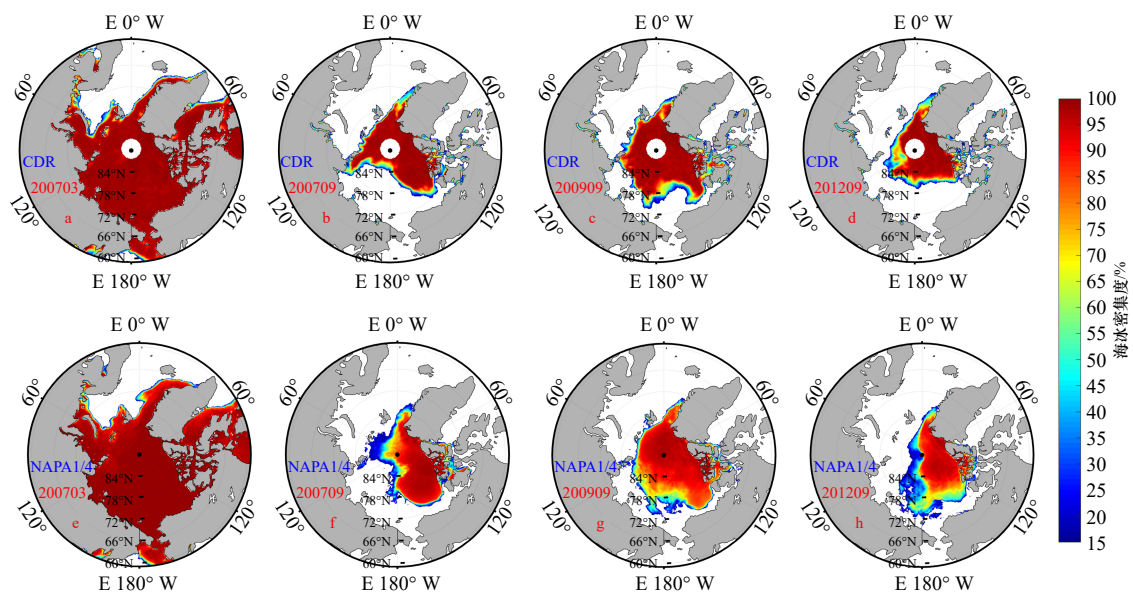 E 0° W
E 0° W
E 0° W
E 0° W
60°
60°
60°
60°
60°
60°
60°
60°
CDR
84°N
200703
78°N
a
72°N
66°N
60°N
120°
120°
E 180° W
CDR
84°N
200709
78°N
b
72°N
66°N
60°N
120°
120°
E 180° W
CDR
84°N
200909
78°N
c
72°N
66°N
60°N
120°
120°
E 180° W
CDR
84°N
201209
78°N
d
72°N
66°N
60°N
120°
120°
E 180° W
E 0° W
E 0° W
E 0° W
E 0° W
60°
60°
60°
60°
60°
60°
60°
60°
NAPA1/4
84°N
200703
78°N
e
72°N
66°N
60°N
120°
120°
E 180° W
NAPA1/4
84°N
200709
78°N
f
72°N
66°N
60°N
120°
120°
E 180° W
NAPA1/4
84°N
200909
78°N
g
72°N
66°N
60°N
120°
120°
E 180° W
NAPA1/4
84°N
201209
78°N
h
72°N
66°N
60°N
120°
120°
E 180° W
100
95
90
85
80
75
70
65
60
55
50
45
40
35
30
25
20
15
海冰密集度/%